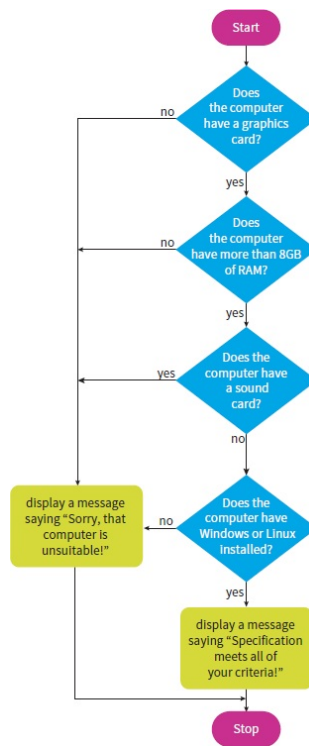 Start
Does
the computer
have a graphics
card?
no
yes
Does
the computer
have more than 8GB
of RAM?
no
yes
Does the
computer have
a sound
card?
yes
no
Does the
computer have
Windows or Linux
installed?
no
display a message
saying “Sorry, that
computer is
unsuitable!”
yes
display a message
saying “Specification
meets all of
your criteria!”
Stop